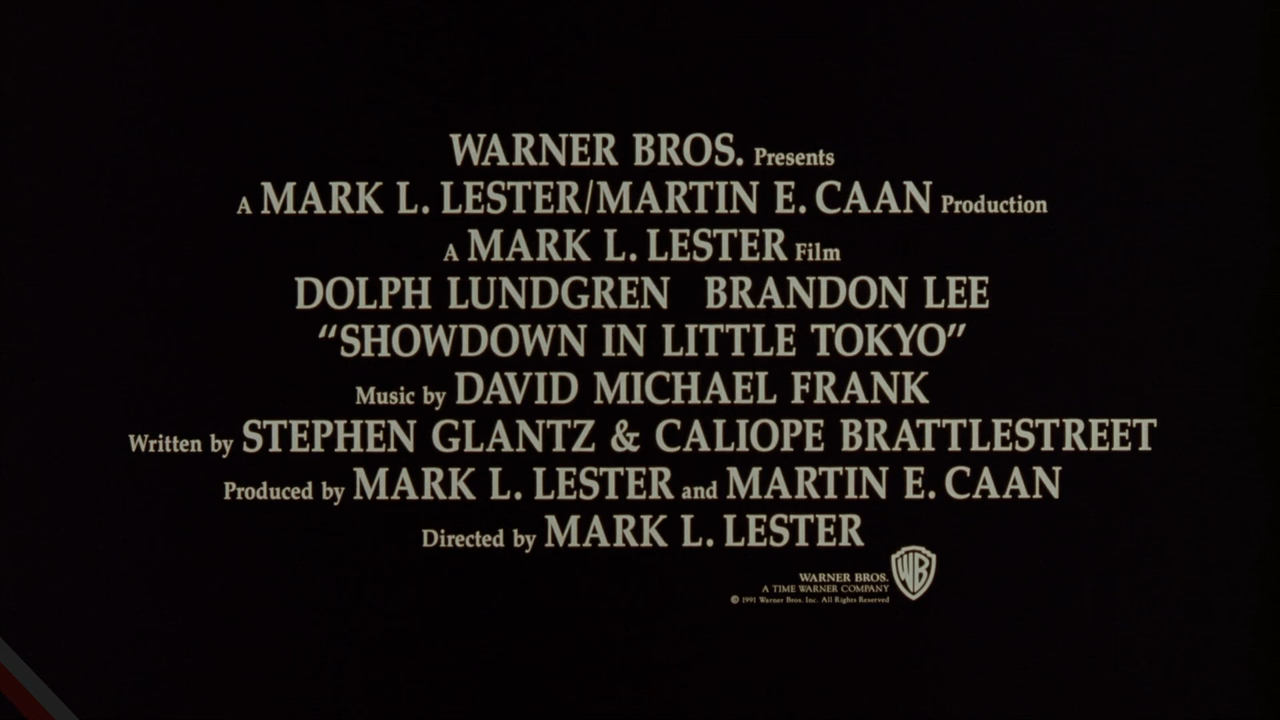 WARNER BROS. Presents
A MARK L. LESTER/MARTIN E. CAAN Production
A MARK L. LESTER Film
DOLPH LUNDGREN BRANDON LEE
“SHOWDOWN IN LITTLE TOKYO”
Music by DAVID MICHAEL FRANK
Written by STEPHEN GLANTZ & CALIOPE BRATTLESTREET
Produced by MARK L. LESTER and MARTIN E. CAAN
Directed by MARK L. LESTER
WARNER BROS.
A TIME WARNER COMPANY
© 1991 Warner Bros. Inc. All Rights Reserved
WB